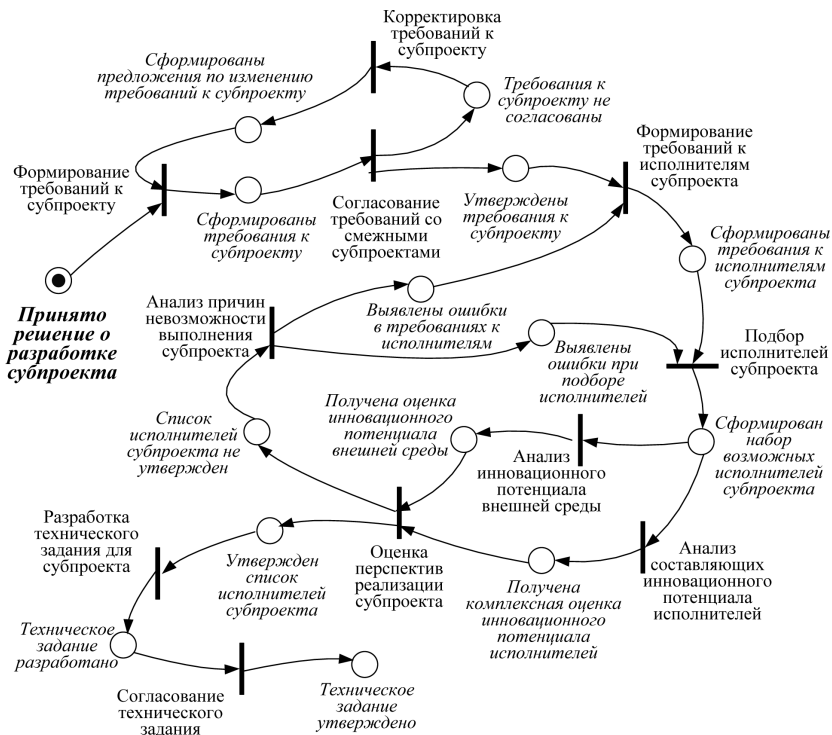 Корректировка
требований к
субпроекту
Сформированы
предложения по изменению
требований к субпроекту
Требования к
субпроекту не
согласованы
Формирование
требований к
исполнителям
субпроекта
Формирование
требований к
субпроекту
Сформированы
требования к
субпроекту
Согласование
требований со
смежными
субпроектами
Утверждены
требования к
субпроекту
Сформированы
требования к
исполнителям
субпроекта
Принято
решение о
разработке
субпроекта
Анализ причин
невозможности
выполнения
субпроекта
Выявлены ошибки
в требованиях к
исполнителям
Выявлены
ошибки при
подборе
исполнителей
Подбор
исполнителей
субпроекта
Список
исполнителей
субпроекта не
утвержден
Получена оценка
инновационного
потенциала
внешней среды
Анализ
инновационного
потенциала
внешней среды
Сформирован
набор
возможных
исполнителей
субпроекта
Разработка
технического
задания для
субпроекта
Утвержден
список
исполнителей
субпроекта
Оценка
перспектив
реализации
субпроекта
Получена
комплексная оценка
инновационного
потенциала
исполнителей
Анализ
составляющих
инновационного
потенциала
исполнителей
Техническое
задание
разработано
Согласование
технического
задания
Техническое
задание
утверждено